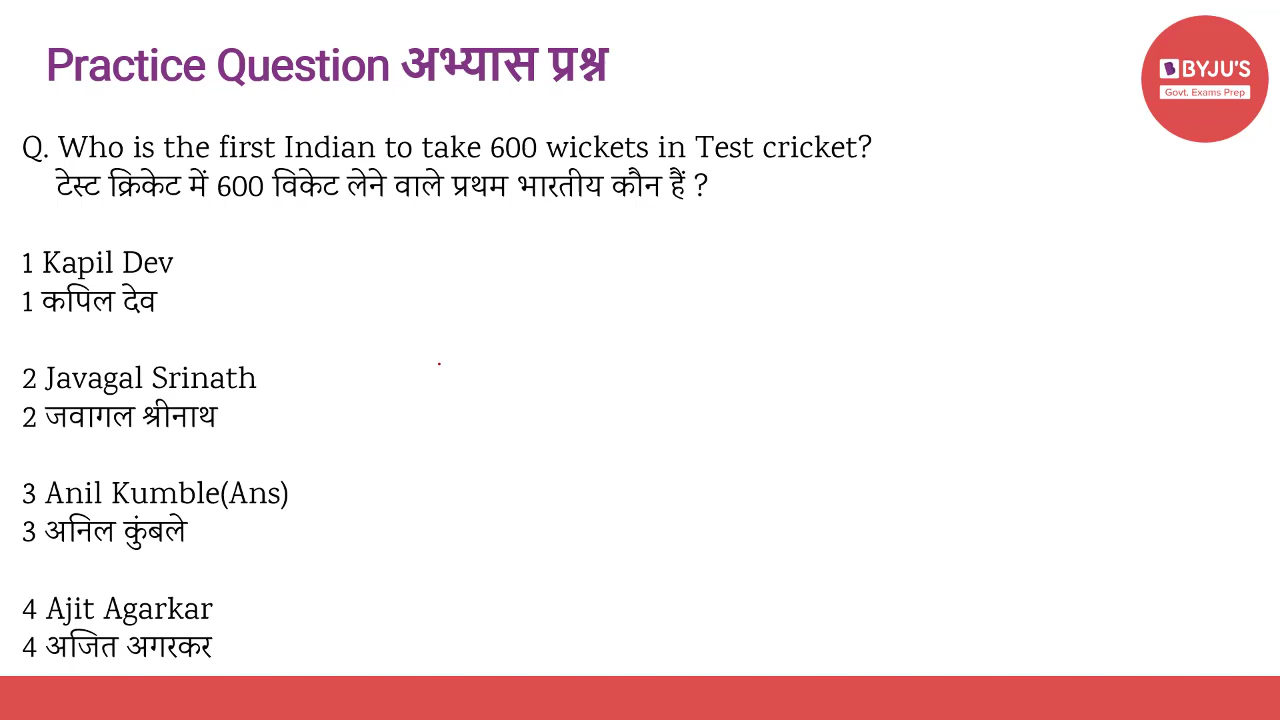 Practice Question अभ्यास प्रश्न
BYJU'S
Govt. Exams Prep
Q. Who is the first Indian to take 600 wickets in Test cricket?
टेस्ट क्रिकेट में 600 विकेट लेने वाले प्रथम भारतीय कौन हैं ?
1 Kapil Dev
1 कपिल देव
2 Javagal Srinath
2 जवागल श्रीनाथ
3 Anil Kumble(Ans)
3 अनिल कुंबले
4 Ajit Agarkar
4 अजित अगरकर